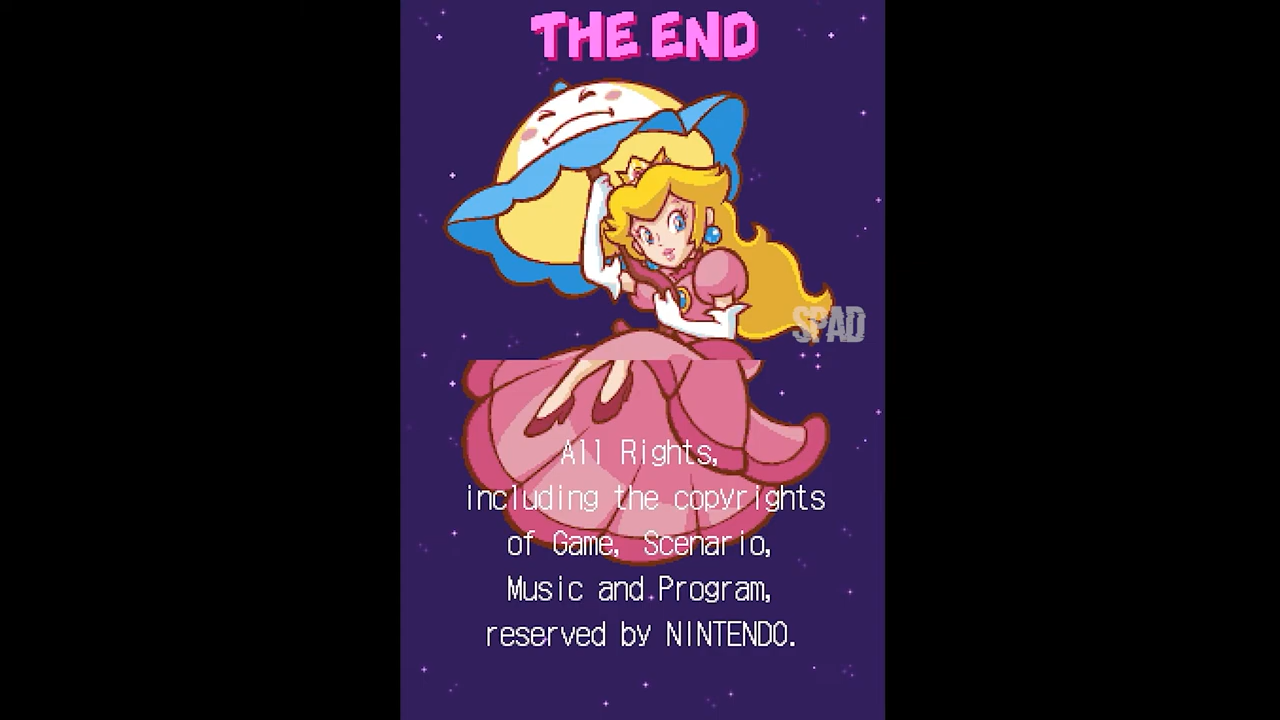 THE END
SPAD
All Rights,
including the copyrights
of Game, Scenario,
Music and Program,
reserved by NINTENDO.